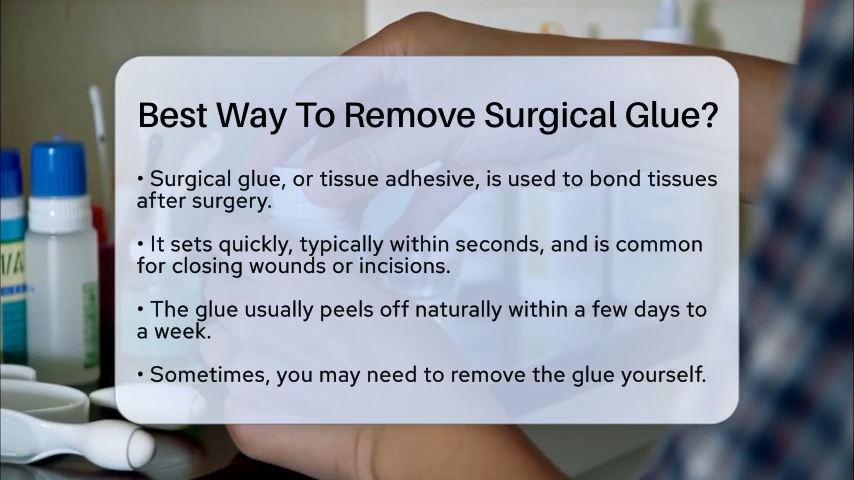 Best Way To Remove Surgical Glue?
• Surgical glue, or tissue adhesive, is used to bond tissues
after surgery.
• It sets quickly, typically within seconds, and is common
for closing wounds or incisions.
• The glue usually peels off naturally within a few days to
a week.
• Sometimes, you may need to remove the glue yourself.